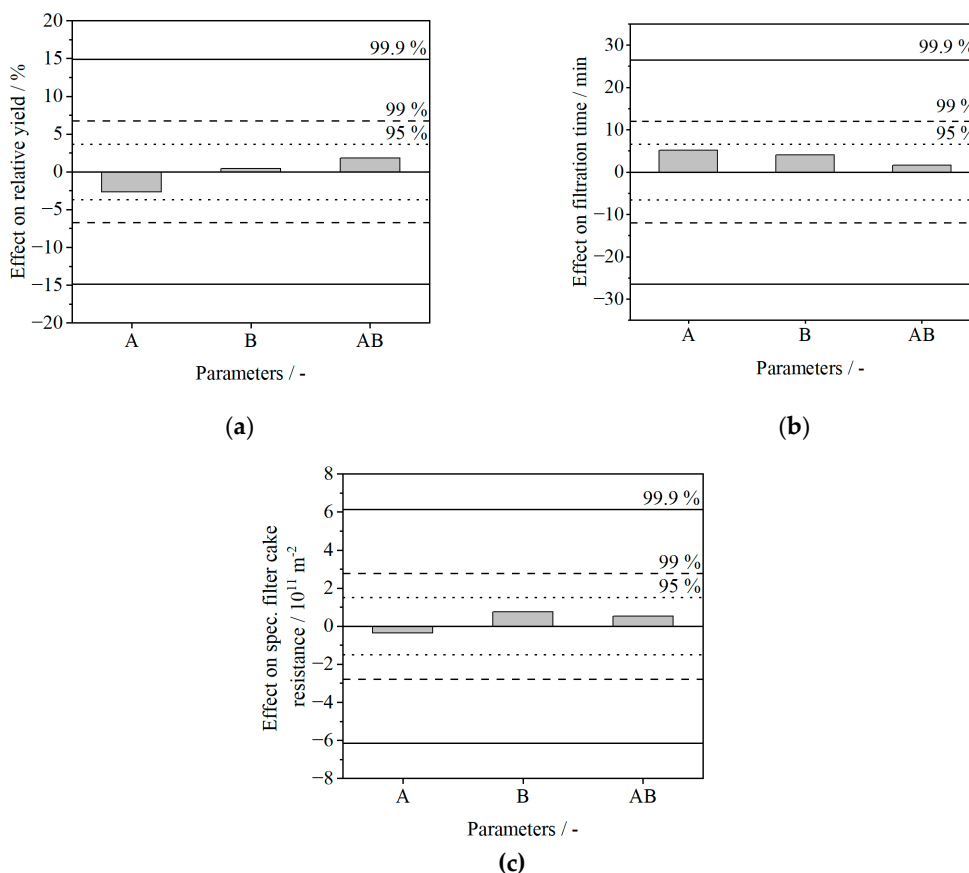 Effect on relative yield / %
20
15
10
5
0
−5
−10
−15
−20
99.9 %
99 %
95 %
A B AB
Parameters / -
(a)
Effect on filtration time / min
30
20
10
0
−10
−20
−30
99.9 %
99 %
95 %
A B AB
Parameters / -
(b)
Effect on spec. filter cake
resistance / 10¹¹ m⁻²
8
6
4
2
0
−2
−4
−6
−8
99.9 %
99 %
95 %
A B AB
Parameters / -
(c)